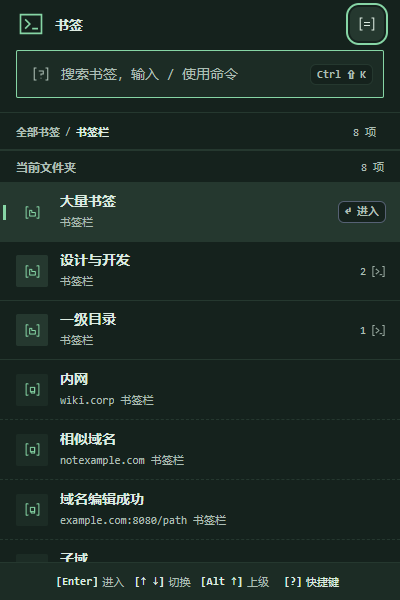 书签
[=]
[?] 搜索书签，输入 / 使用命令 Ctrl ⇧ K
全部书签 / 书签栏 8 项
当前文件夹 8 项
大量书签
书签栏
↲ 进入
设计与开发
书签栏
2 [>]
一级目录
书签栏
1 [>]
内网
wiki.corp 书签栏
相似域名
notexample.com 书签栏
域名编辑成功
example.com:8080/path 书签栏
子域
[Enter] 进入 [↑ ↓] 切换 [Alt ↑] 上级 [?] 快捷键